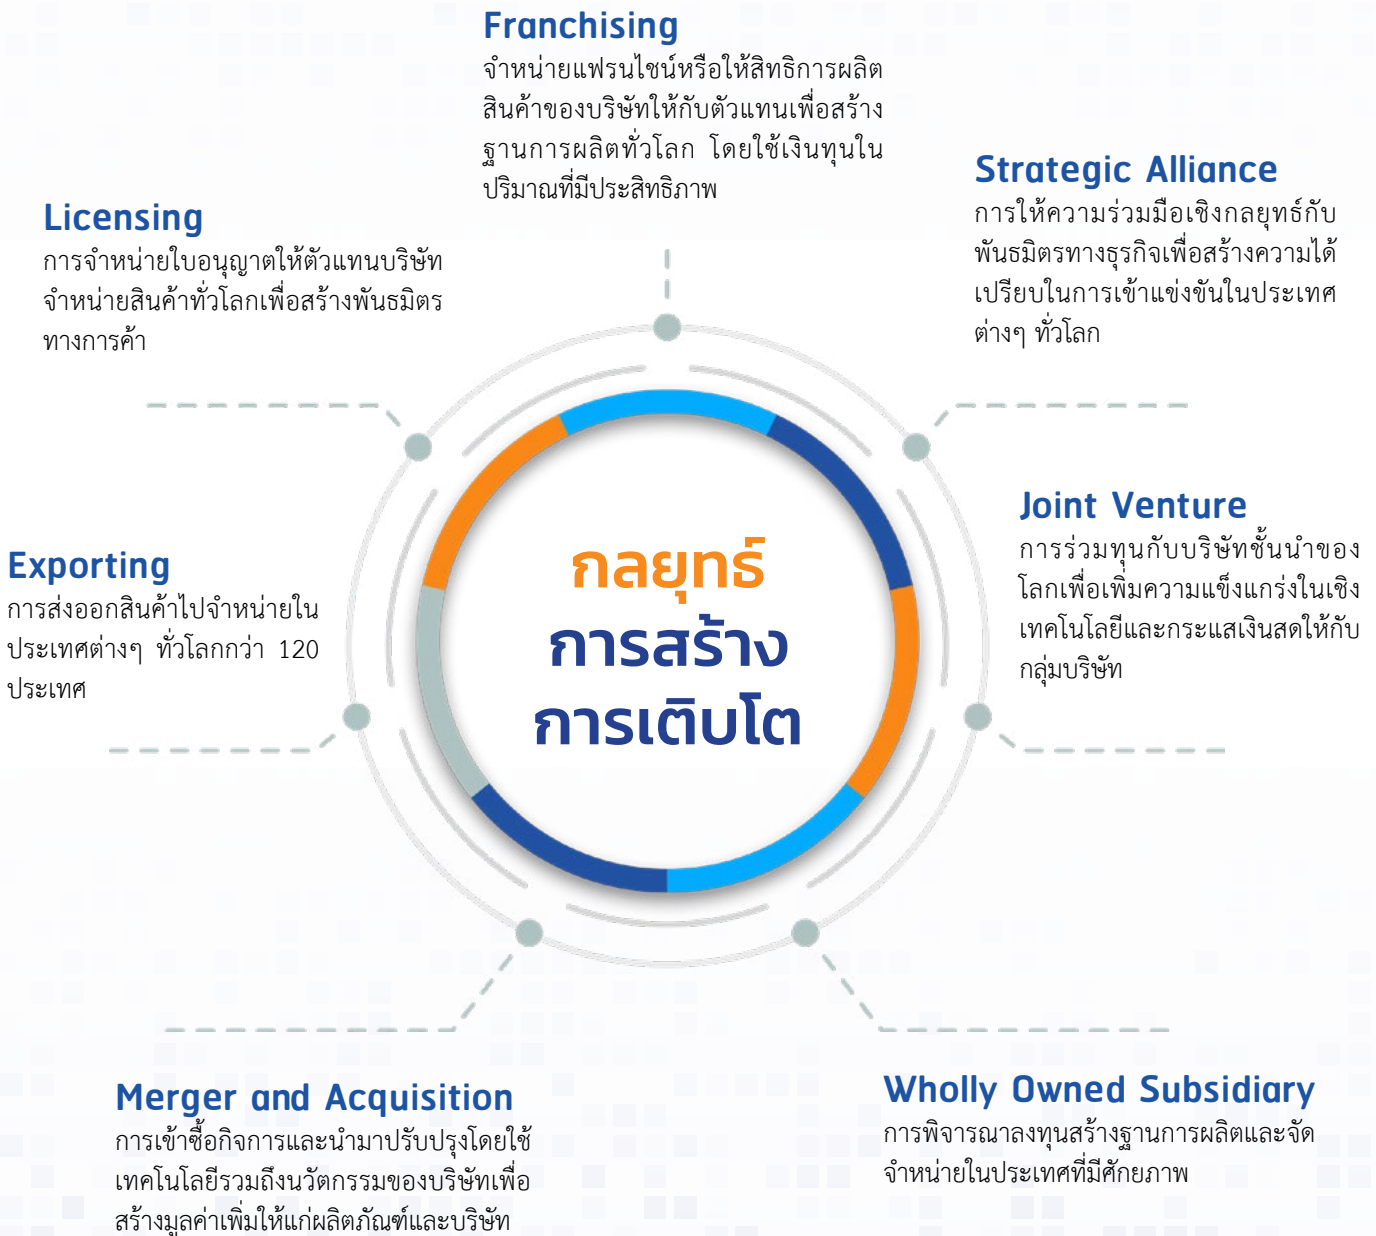 Franchising
จำหน่ายแฟรนไชน์หรือให้สิทธิการผลิต
สินค้าของบริษัทให้กับตัวแทนเพื่อสร้าง
ฐานการผลิตทั่วโลก โดยใช้เงินทุนใน
ปริมาณที่มีประสิทธิภาพ
Strategic Alliance
การให้ความร่วมมือเชิงกลยุทธ์กับ
พันธมิตรทางธุรกิจเพื่อสร้างความได้
เปรียบในการเข้าแข่งขันในประเทศ
ต่างๆ ทั่วโลก
Licensing
การจำหน่ายใบอนุญาตให้ตัวแทนบริษัท
จำหน่ายสินค้าทั่วโลกเพื่อสร้างพันธมิตร
ทางการค้า
Joint Venture
การร่วมทุนกับบริษัทชั้นนำของ
โลกเพื่อเพิ่มความแข็งแกร่งในเชิง
เทคโนโลยีและกระแสเงินสดให้กับ
กลุ่มบริษัท
Exporting
การส่งออกสินค้าไปจำหน่ายใน
ประเทศต่างๆ ทั่วโลกกว่า 120
ประเทศ
กลยุทธ์
การสร้าง
การเติบโต
Merger and Acquisition
การเข้าซื้อกิจการและนำมาปรับปรุงโดยใช้
เทคโนโลยีรวมถึงนวัตกรรมของบริษัทเพื่อ
สร้างมูลค่าเพิ่มให้แก่ผลิตภัณฑ์และบริษัท
Wholly Owned Subsidiary
การพิจารณาลงทุนสร้างฐานการผลิตและจัด
จำหน่ายในประเทศที่มีศักยภาพ